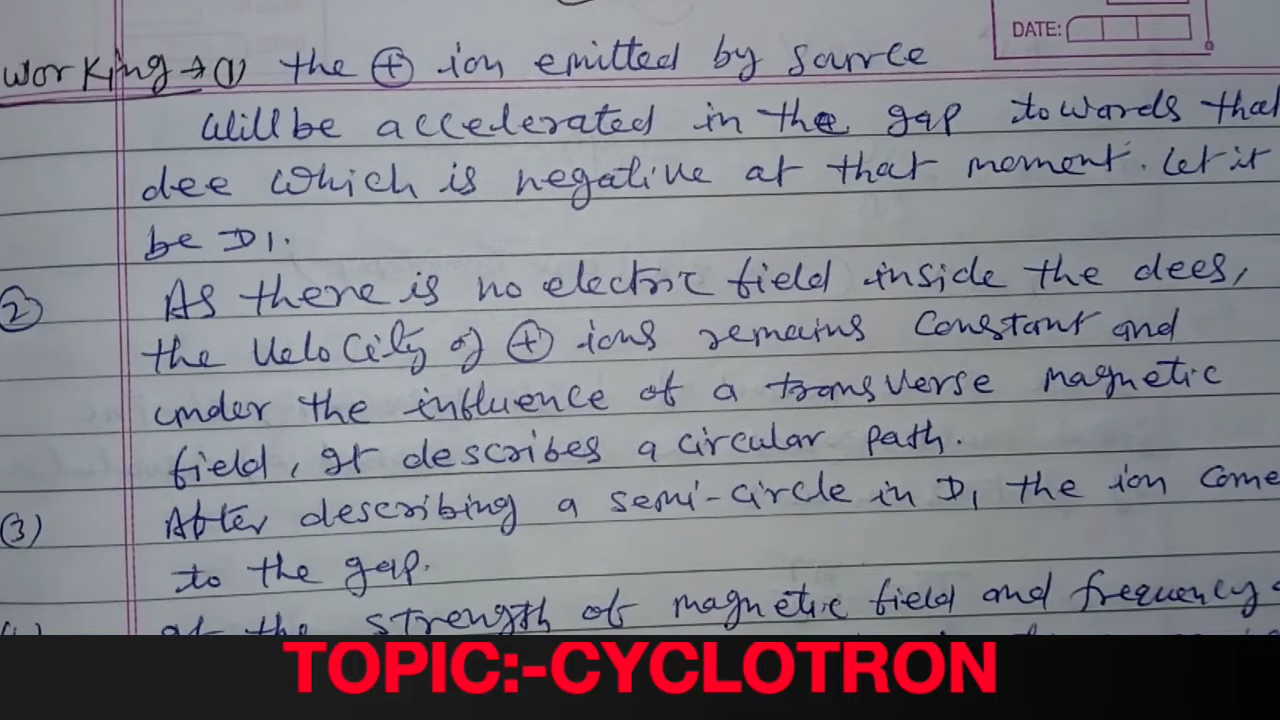 DATE:
Working → (1) the ⊕ ion emitted by source
Will be accelerated in the gap towards that
dee which is negative at that moment. Let it
be D1.
(2) As there is no electric field inside the dees,
the velocity of ⊕ ions remains constant and
under the influence of a transverse magnetic
field, It describes a circular path.
(3) After describing a semi-circle in D1 the ion come
to the gap.
the strength of magnetic field and frequency
TOPIC:-CYCLOTRON